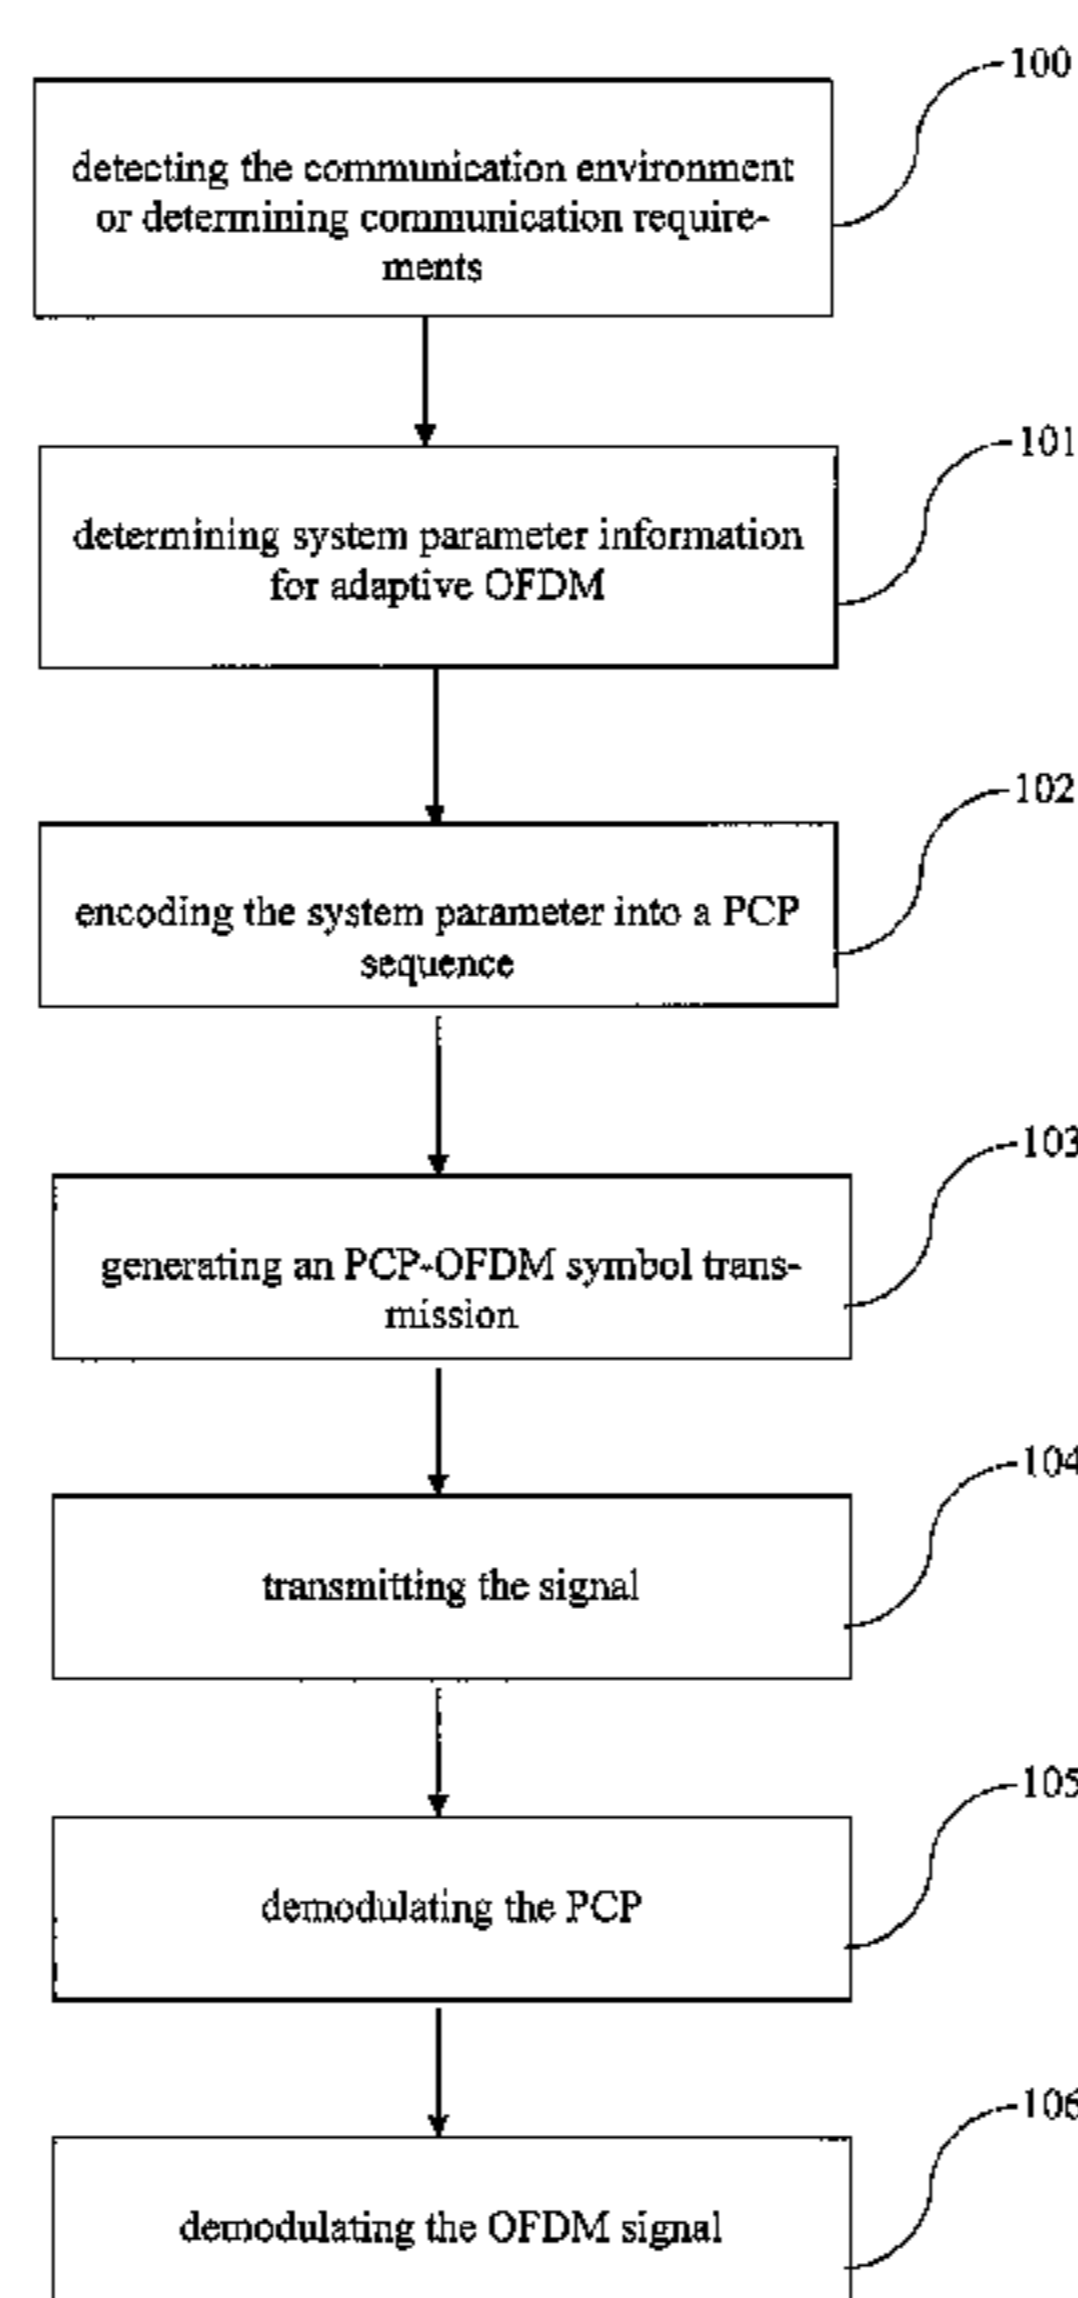 100
detecting the communication environment
or determining communication require-
ments
101
determining system parameter information
for adaptive OFDM
102
encoding the system parameter into a PCP
sequence
103
generating an PCP-OFDM symbol trans-
mission
104
transmitting the signal
105
demodulating the PCP
106
demodulating the OFDM signal